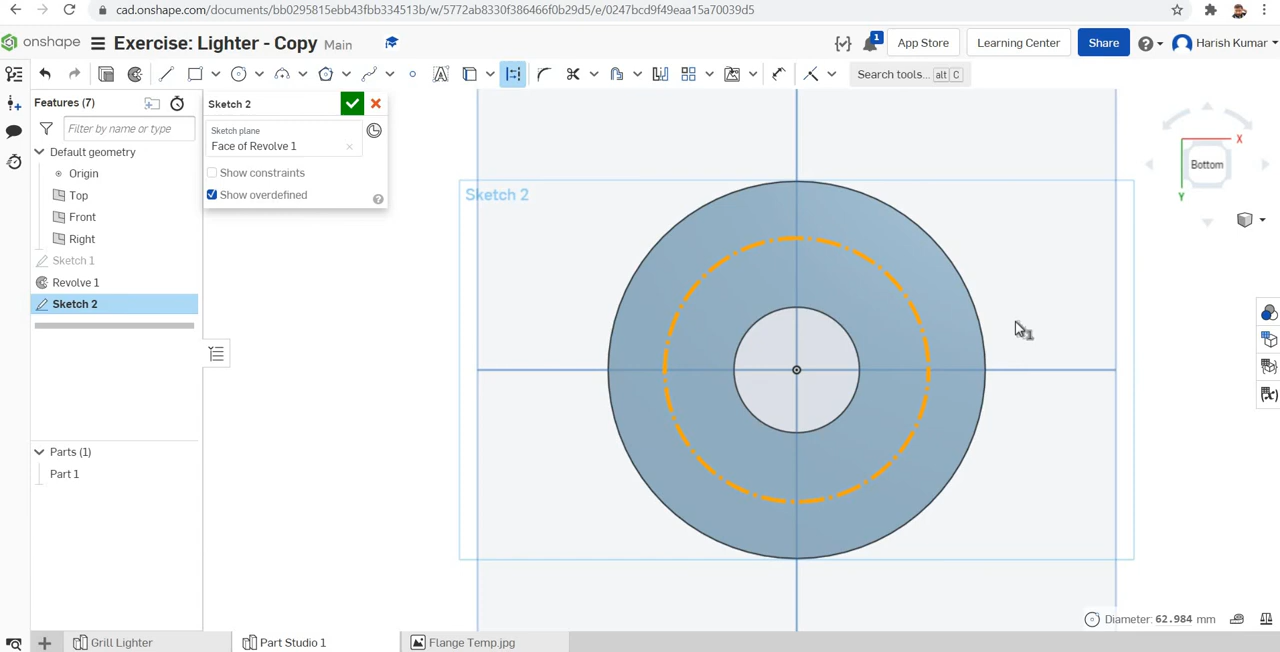 cad.onshape.com/documents/bb0295815ebb43fbb334513b/w/5772ab8330f386466f0b29d5/e/0247bcd9f49eaa15a70039d5
onshape Exercise: Lighter - Copy Main 1 App Store Learning Center Share Harish Kumar
Search tools... alt C
Features (7)
Filter by name or type
Default geometry
Origin
Top
Front
Right
Sketch 1
Revolve 1
Sketch 2
Parts (1)
Part 1
Sketch 2
Sketch plane
Face of Revolve 1
Show constraints
Show overdefined
Sketch 2
Bottom
X
Y
Diameter: 62.984 mm
Grill Lighter Part Studio 1 Flange Temp.jpg